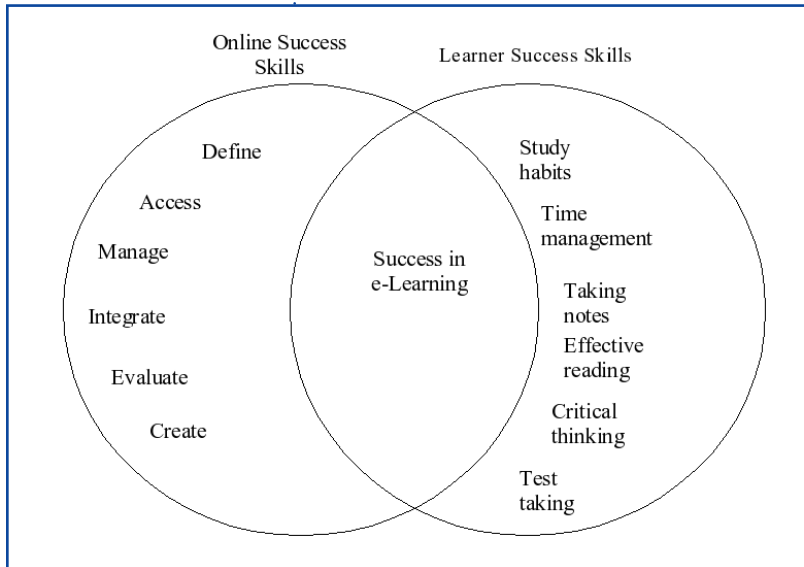 Online Success
Skills
Learner Success Skills
Define
Access
Manage
Integrate
Evaluate
Create
Success in
e-Learning
Study
habits
Time
management
Taking
notes
Effective
reading
Critical
thinking
Test
taking